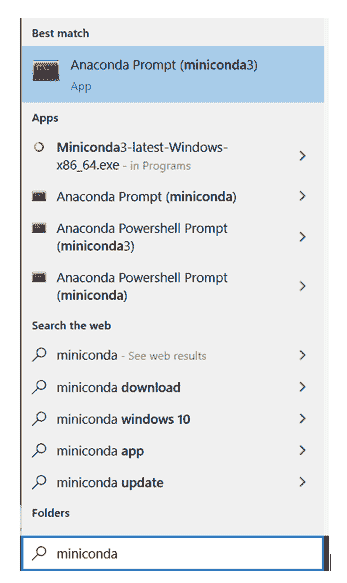 Best match
Anaconda Prompt (miniconda3)
App
Apps
Miniconda3-latest-Windows-
x86_64.exe - in Programs
Anaconda Prompt (miniconda)
Anaconda Powershell Prompt
(miniconda3)
Anaconda Powershell Prompt
(miniconda)
Search the web
miniconda - See web results
miniconda download
miniconda windows 10
miniconda app
miniconda update
Folders
miniconda